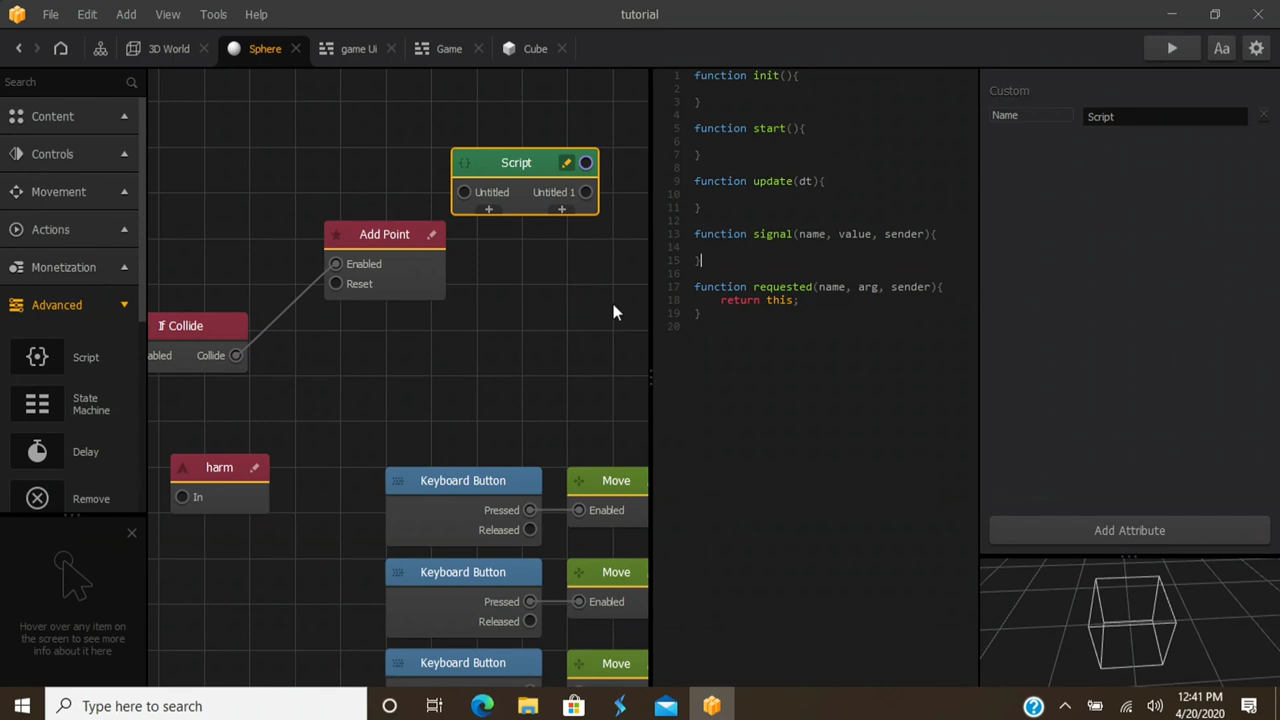 File Edit Add View Tools Help tutorial
3D World Sphere game Ui Game Cube Aa
Search
Content
Controls
Movement
Actions
Monetization
Advanced
Script
State
Machine
Delay
Remove
Hover over any item on
the screen to see more
info about it here
Script
Untitled Untitled 1
+ +
Add Point
Enabled
Reset
If Collide
abled Collide
harm
In
Keyboard Button
Pressed
Released
Move
Enabled
Keyboard Button
Pressed
Released
Move
Enabled
Keyboard Button
Move
1 function init(){
2
3 }
4
5 function start(){
6
7 }
8
9 function update(dt){
10
11 }
12
13 function signal(name, value, sender){
14
15 }
16
17 function requested(name, arg, sender){
18 return this;
19 }
20
Custom
Name Script
Add Attribute
Type here to search
12:41 PM
4/20/2020